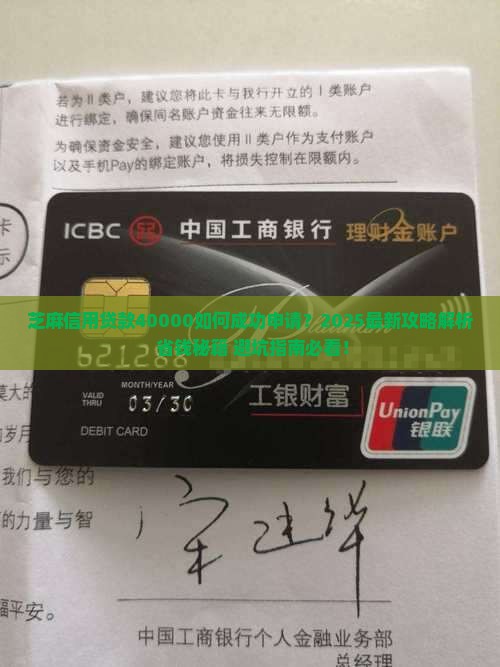 若为Ⅱ类户，建议您将此卡与我行开立的Ⅰ类账户
进行绑定，确保同名账户资金往来无限额。
为确保资金安全，建议您使用Ⅱ类户作为支付账户
以及手机Pay的绑定账户，将损失控制在限额内。
卡
示
ICBC 中国工商银行 理财金账户
芝麻信用贷款40000如何成功申请？2025最新攻略解析
省钱秘籍 避坑指南必看！
621288
VALID THRU
MONTH/YEAR
03/30
工银财富
DEBIT CARD
UnionPay
银联
莫大的
岁月
我们与您的
的力量与智
福平安。
中国工商银行个人金融业务部
总经理